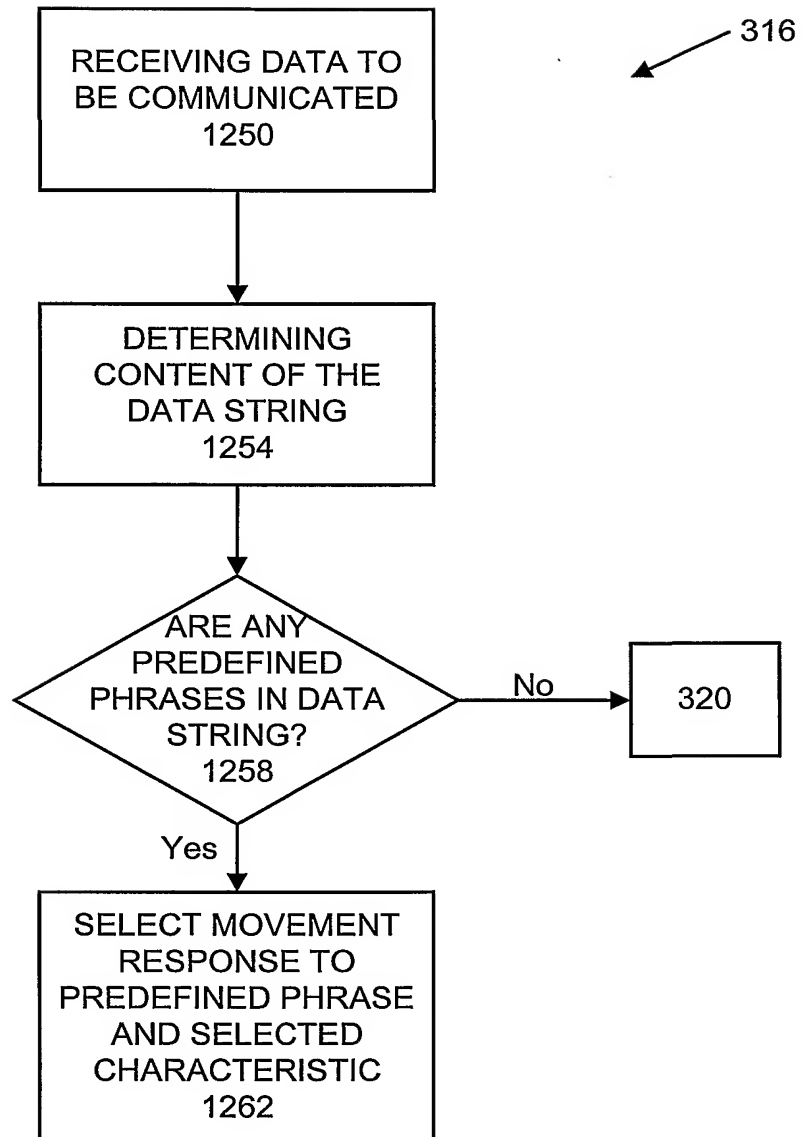 316
RECEIVING DATA TO
BE COMMUNICATED
1250
DETERMINING
CONTENT OF THE
DATA STRING
1254
ARE ANY
PREDEFINED
PHRASES IN DATA
STRING?
1258
No
320
Yes
SELECT MOVEMENT
RESPONSE TO
PREDEFINED PHRASE
AND SELECTED
CHARACTERISTIC
1262